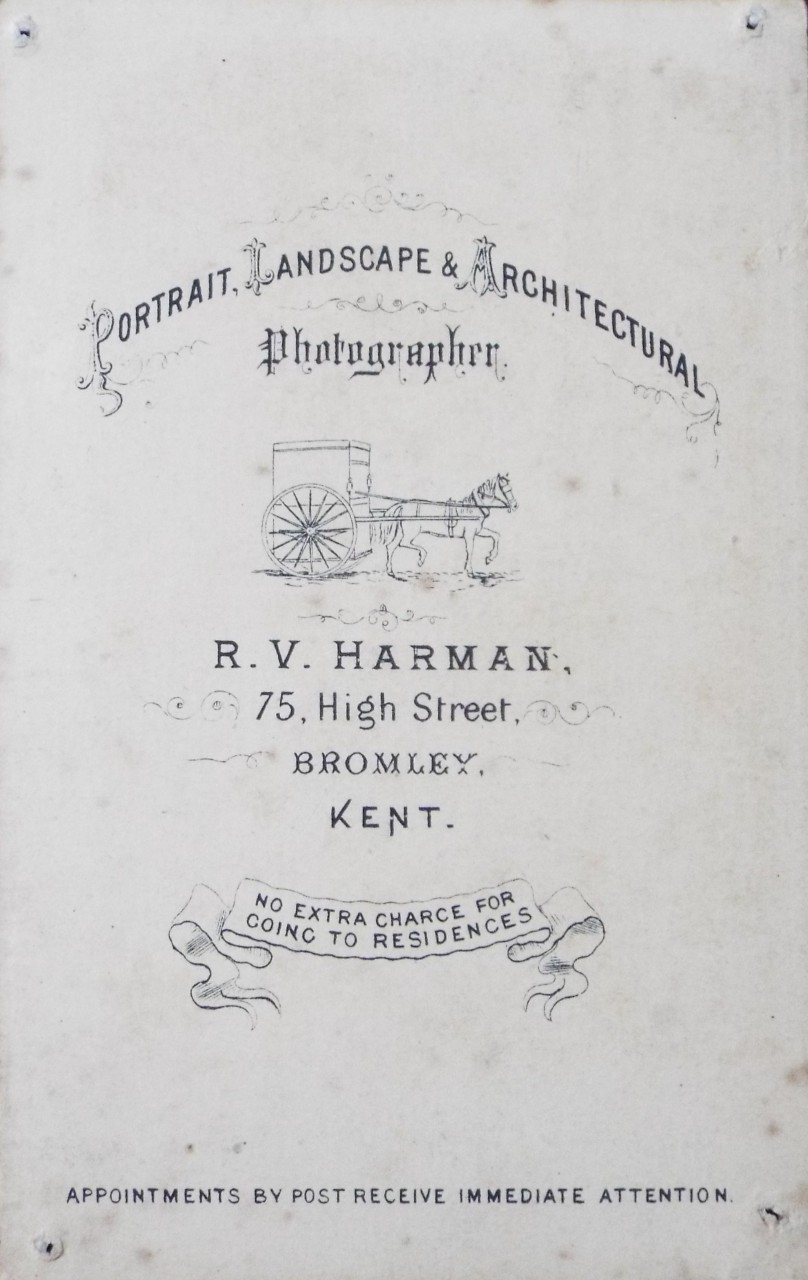 PORTRAIT, LANDSCAPE & ARCHITECTURAL
Photographer.
R. V. HARMAN,
75, High Street,
BROMLEY,
KENT.
NO EXTRA CHARGE FOR
GOING TO RESIDENCES
APPOINTMENTS BY POST RECEIVE IMMEDIATE ATTENTION.